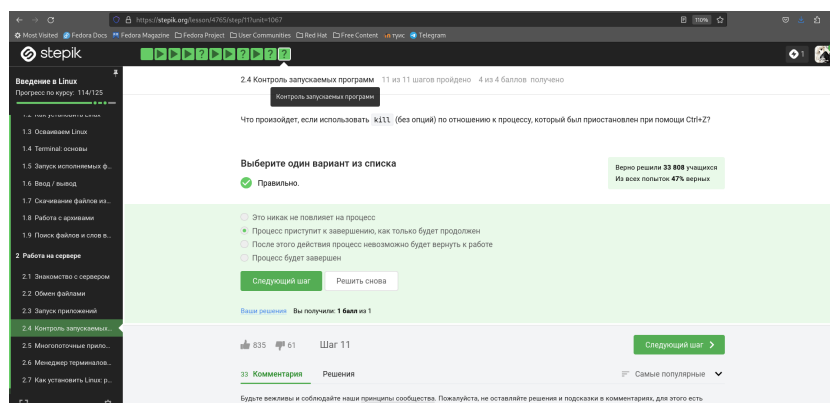 https://stepik.org/lesson/4765/step/11?unit=1067
110%
Most Visited Fedora Docs Fedora Magazine Fedora Project User Communities Red Hat Free Content Telegram
stepik
1
Введение в Linux
Прогресс по курсу: 114/125
2.4 Контроль запускаемых программ 11 из 11 шагов пройдено 4 из 4 баллов получено
Контроль запускаемых программ
1.2 Как установить Linux
1.3 Осваиваем Linux
1.4 Terminal: основы
1.5 Запуск исполняемых ф...
1.6 Ввод / вывод
1.7 Скачивание файлов из...
1.8 Работа с архивами
1.9 Поиск файлов и слов в...
2 Работа на сервере
2.1 Знакомство с сервером
2.2 Обмен файлами
2.3 Запуск приложений
2.4 Контроль запускаемых...
2.5 Многопоточные прило...
2.6 Менеджер терминалов...
2.7 Как установить Linux: р...
Что произойдет, если использовать kill (без опций) по отношению к процессу, который был приостановлен при помощи Ctrl+Z?
Выберите один вариант из списка
Правильно.
Верно решили 33 808 учащихся
Из всех попыток 47% верных
Это никак не повлияет на процесс
Процесс приступит к завершению, как только будет продолжен
После этого действия процесс невозможно будет вернуть к работе
Процесс будет завершен
Следующий шаг
Решить снова
Ваши решения Вы получили: 1 балл из 1
835 61 Шаг 11
Следующий шаг
33 Комментария Решения
Самые популярные
Будьте вежливы и соблюдайте наши принципы сообщества. Пожалуйста, не оставляйте решения и подсказки в комментариях, для этого есть